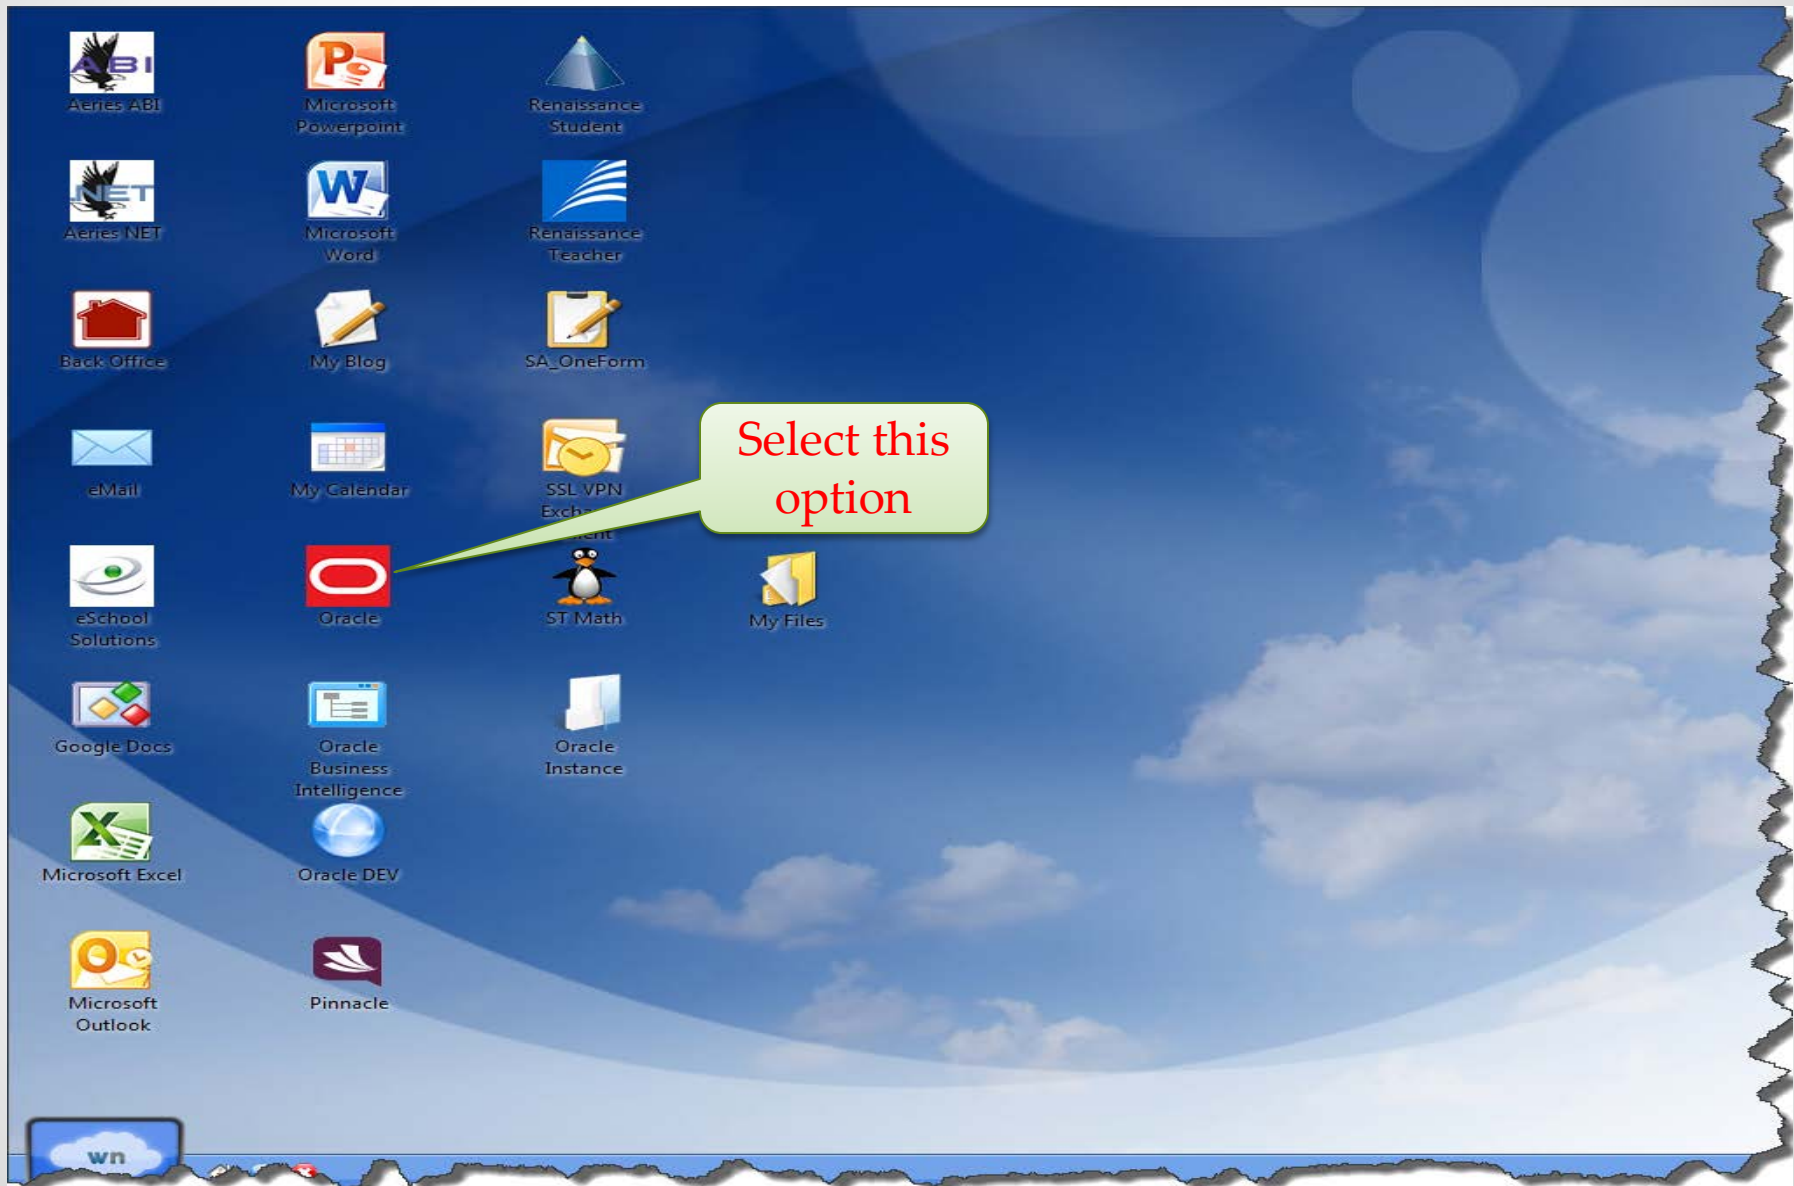 ABI
Aeries ABI
Microsoft
Powerpoint
Renaissance
Student
.NET
Aeries NET
W
Microsoft
Word
Renaissance
Teacher
Back Office
My Blog
SA_OneForm
eMail
My Calendar
SSL VPN
Select this
option
eSchool
Solutions
Oracle
ST Math
My Files
Google Docs
Oracle
Business
Intelligence
Oracle
Instance
Microsoft Excel
Oracle DEV
Microsoft
Outlook
Pinnacle
wn